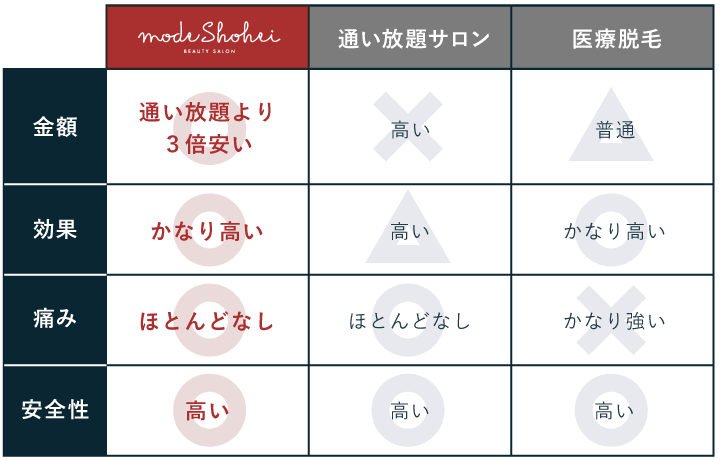 mode Shohei
BEAUTY SALON
通い放題サロン
医療脱毛
金額
通い放題より
３倍安い
高い
普通
効果
かなり高い
高い
かなり高い
痛み
ほとんどなし
ほとんどなし
かなり強い
安全性
高い
高い
高い